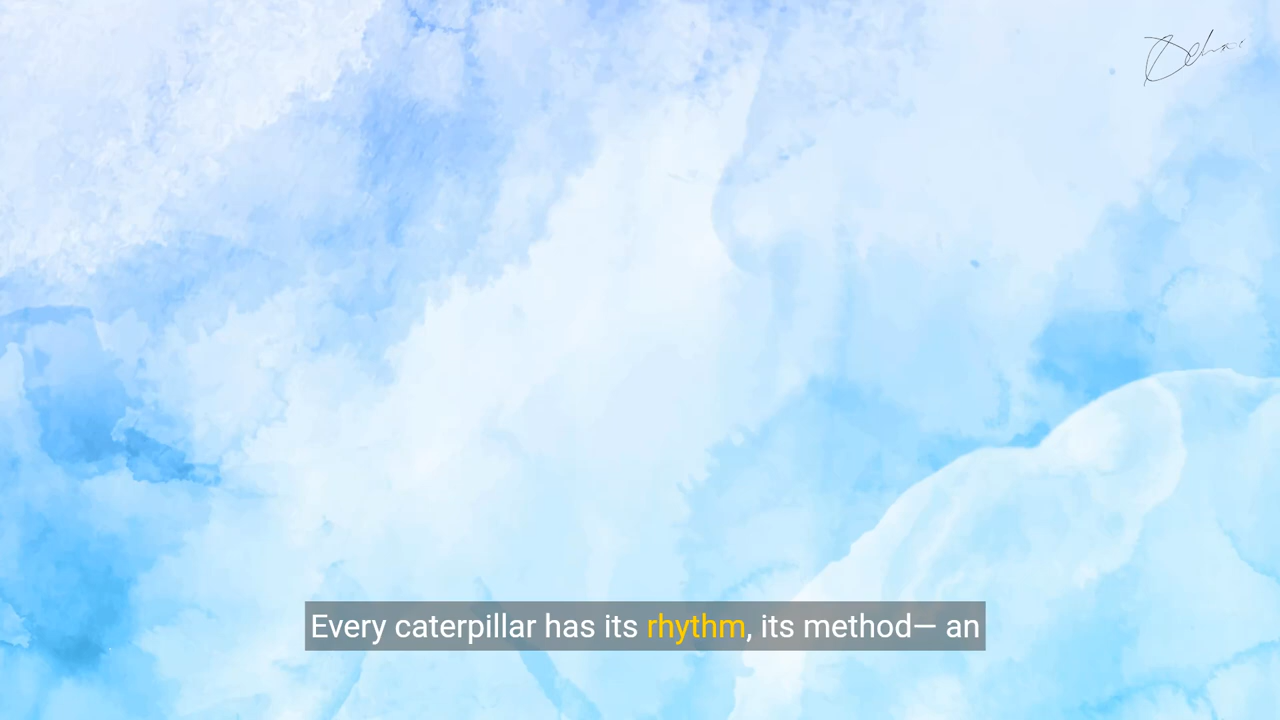 Every caterpillar has its rhythm, its method— an